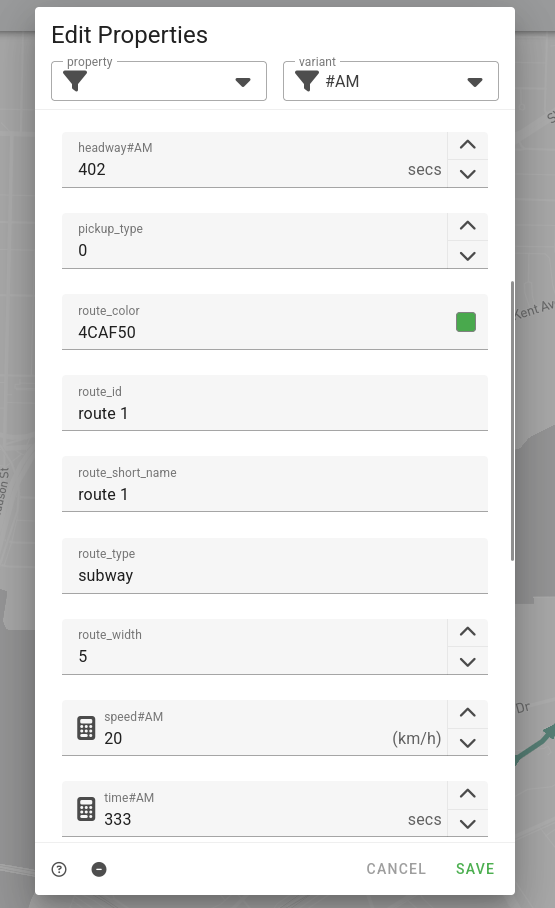 Edit Properties
property
variant
#AM
headway#AM
402
secs
pickup_type
0
route_color
4CAF50
route_id
route 1
route_short_name
route 1
route_type
subway
route_width
5
speed#AM
20
(km/h)
time#AM
333
secs
CANCEL
SAVE
Kent Av
Dr